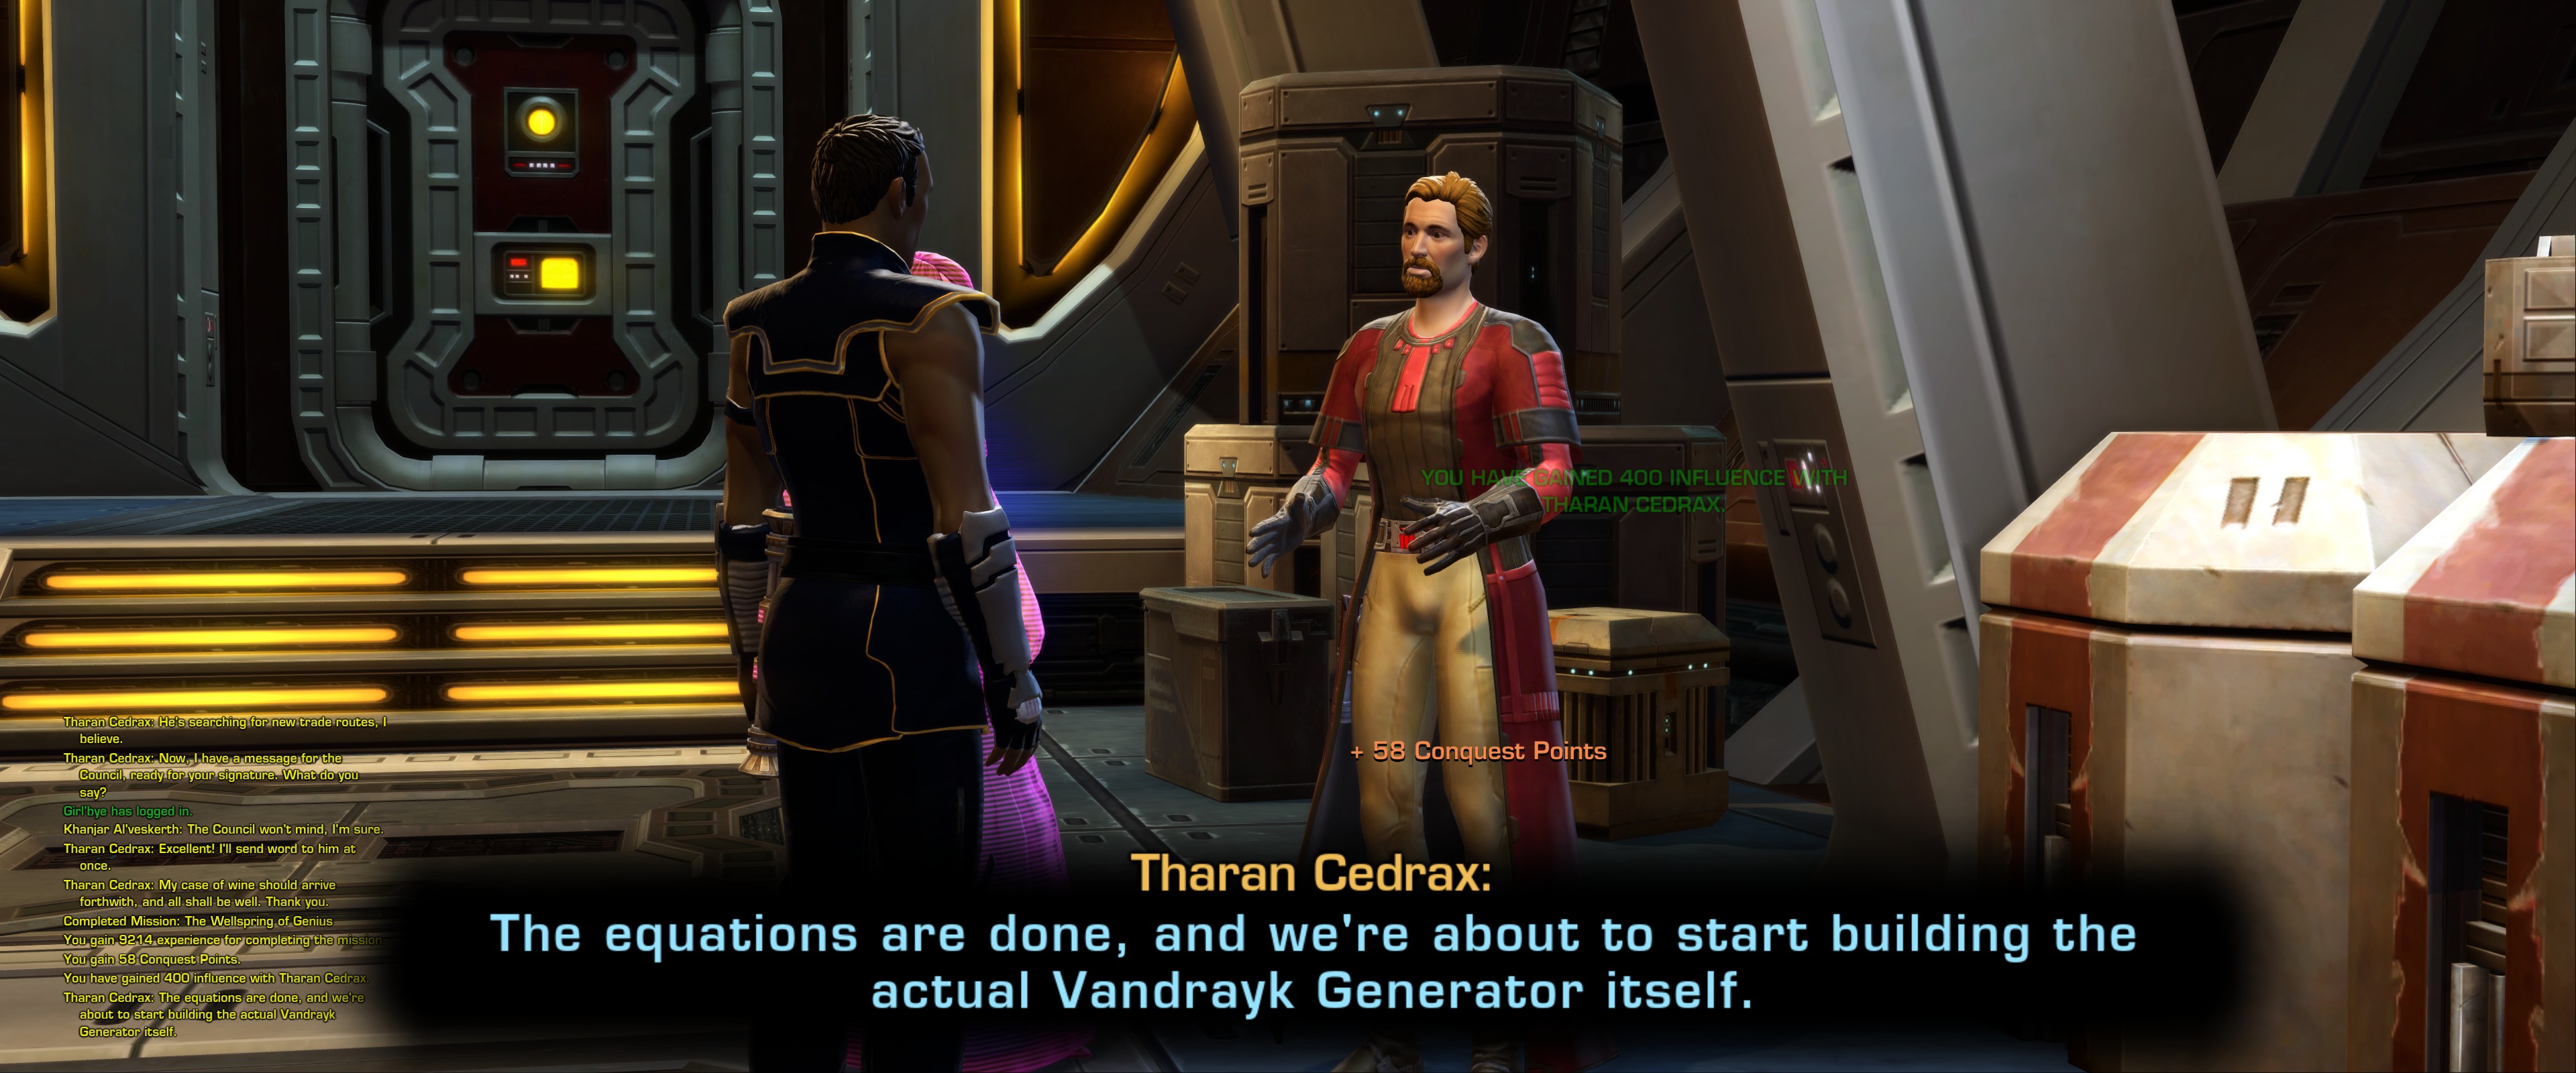 YOU HAVE GAINED 400 INFLUENCE WITH
THARAN CEDRAX.
+ 58 Conquest Points
Tharan Cedrax: He's searching for new trade routes, I
believe.
Tharan Cedrax: Now, I have a message for the
Council, ready for your signature. What do you
say?
Girl'bye has logged in.
Khanjar Al'veskerth: The Council won't mind, I'm sure.
Tharan Cedrax: Excellent! I'll send word to him at
once.
Tharan Cedrax: My case of wine should arrive
forthwith, and all shall be well. Thank you.
Completed Mission: The Wellspring of Genius
You gain 9214 experience for completing the mission
You gain 58 Conquest Points.
You have gained 400 influence with Tharan Cedrax.
Tharan Cedrax: The equations are done, and we're
about to start building the actual Vandrayk
Generator itself.
Tharan Cedrax:
The equations are done, and we're about to start building the
actual Vandrayk Generator itself.